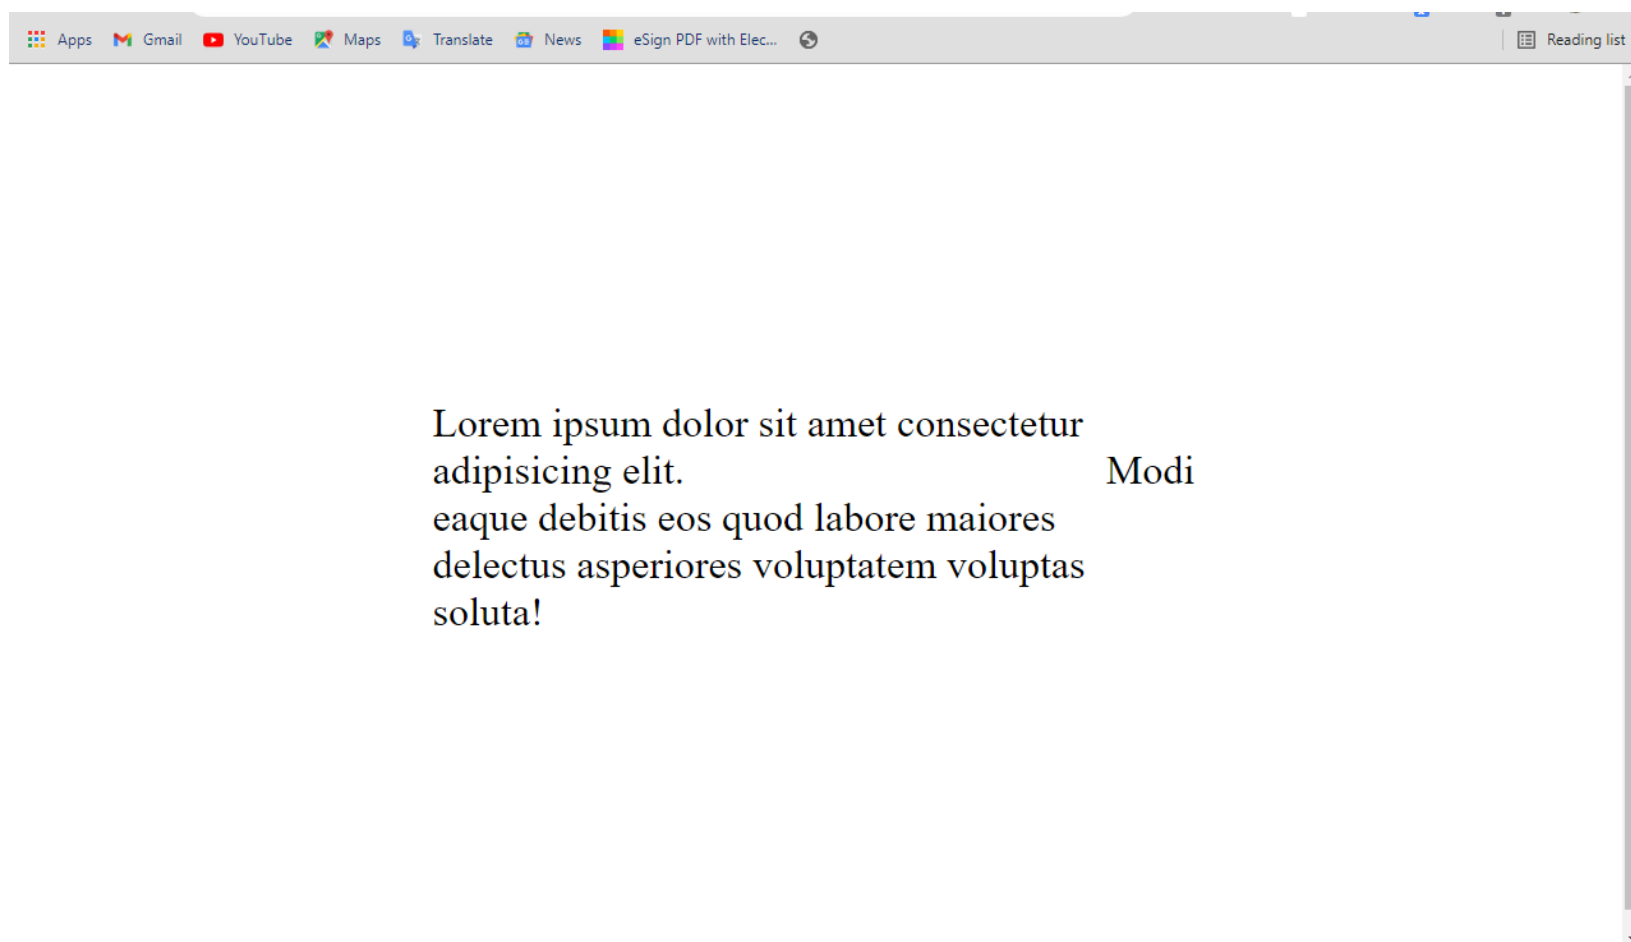 Apps Gmail YouTube Maps Translate News eSign PDF with Elec... Reading list
Lorem ipsum dolor sit amet consectetur
adipisicing elit. Modi
eaque debitis eos quod labore maiores
delectus asperiores voluptatem voluptas
soluta!